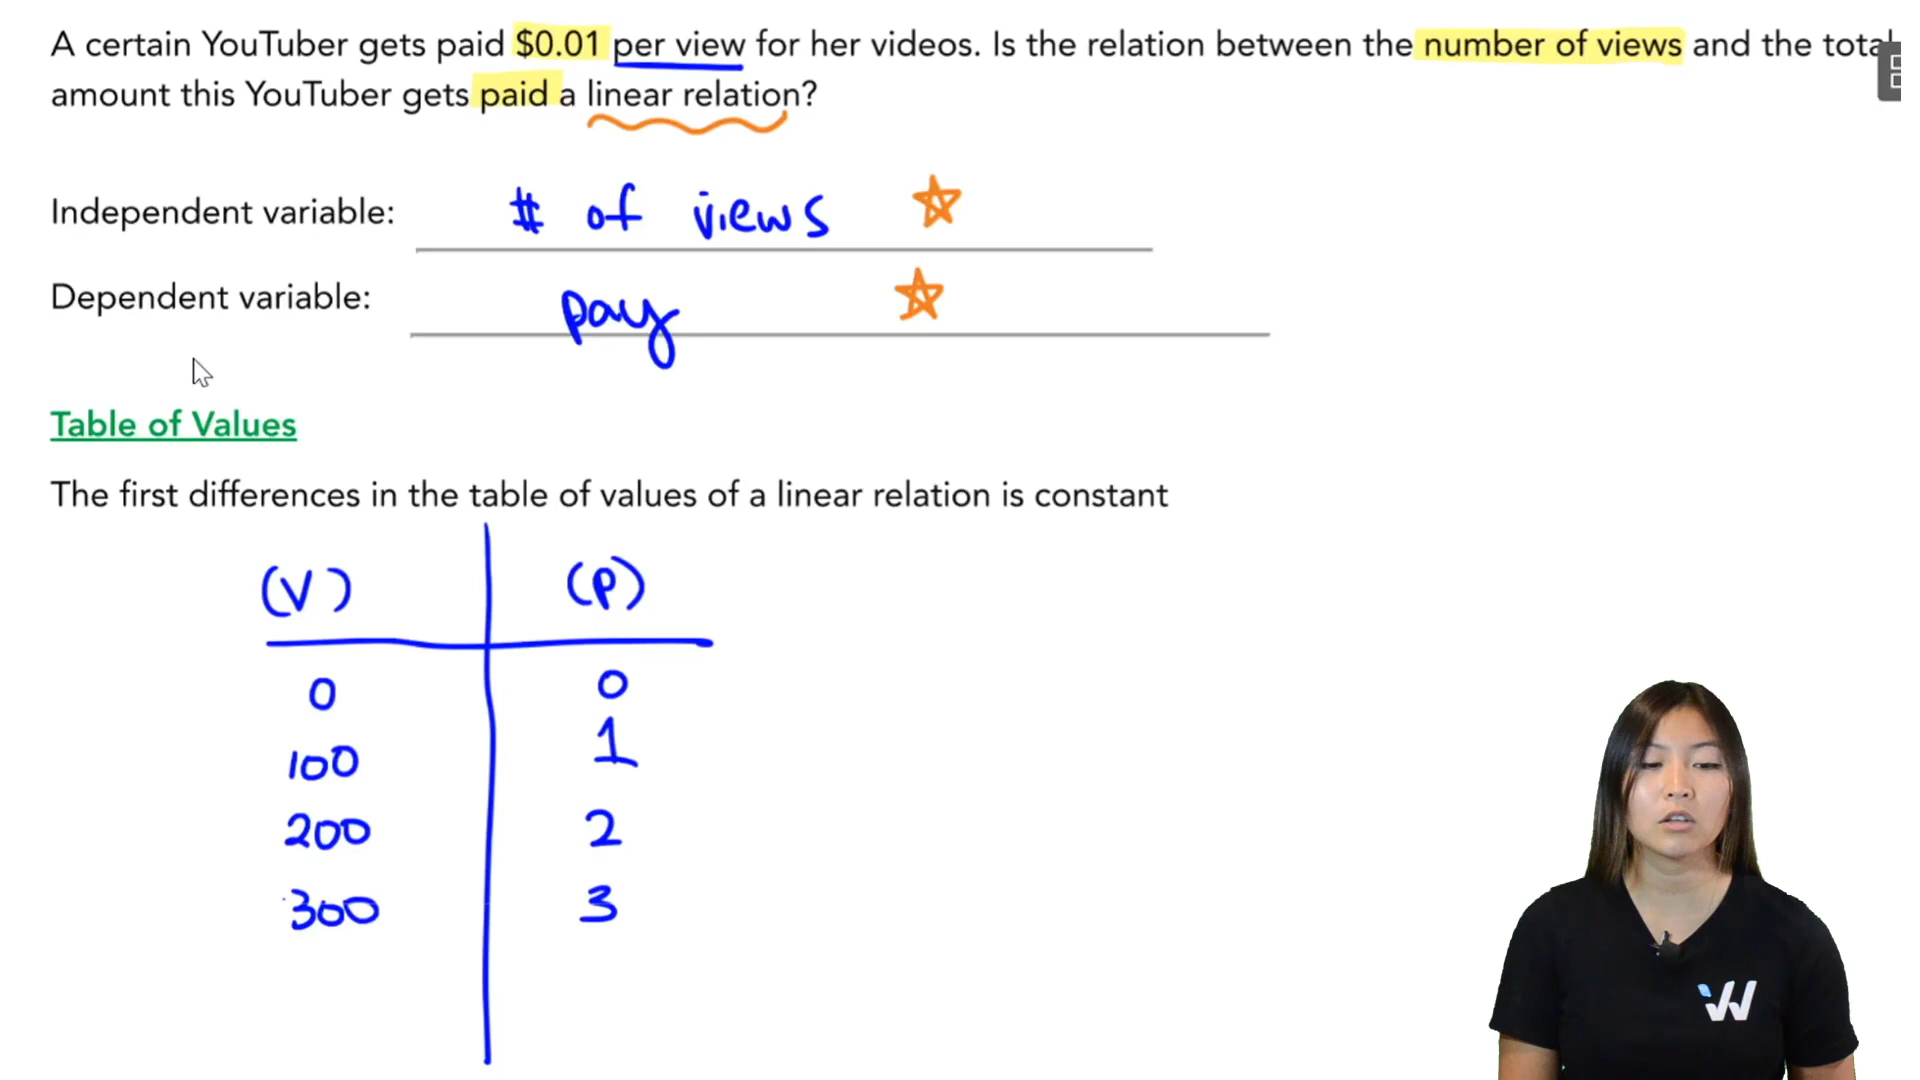 A certain YouTuber gets paid $0.01 per view for her videos. Is the relation between the number of views and the total
amount this YouTuber gets paid a linear relation?
Independent variable: # of views
Dependent variable: pay
Table of Values
The first differences in the table of values of a linear relation is constant
(V) (P)
0 0
100 1
200 2
300 3
W